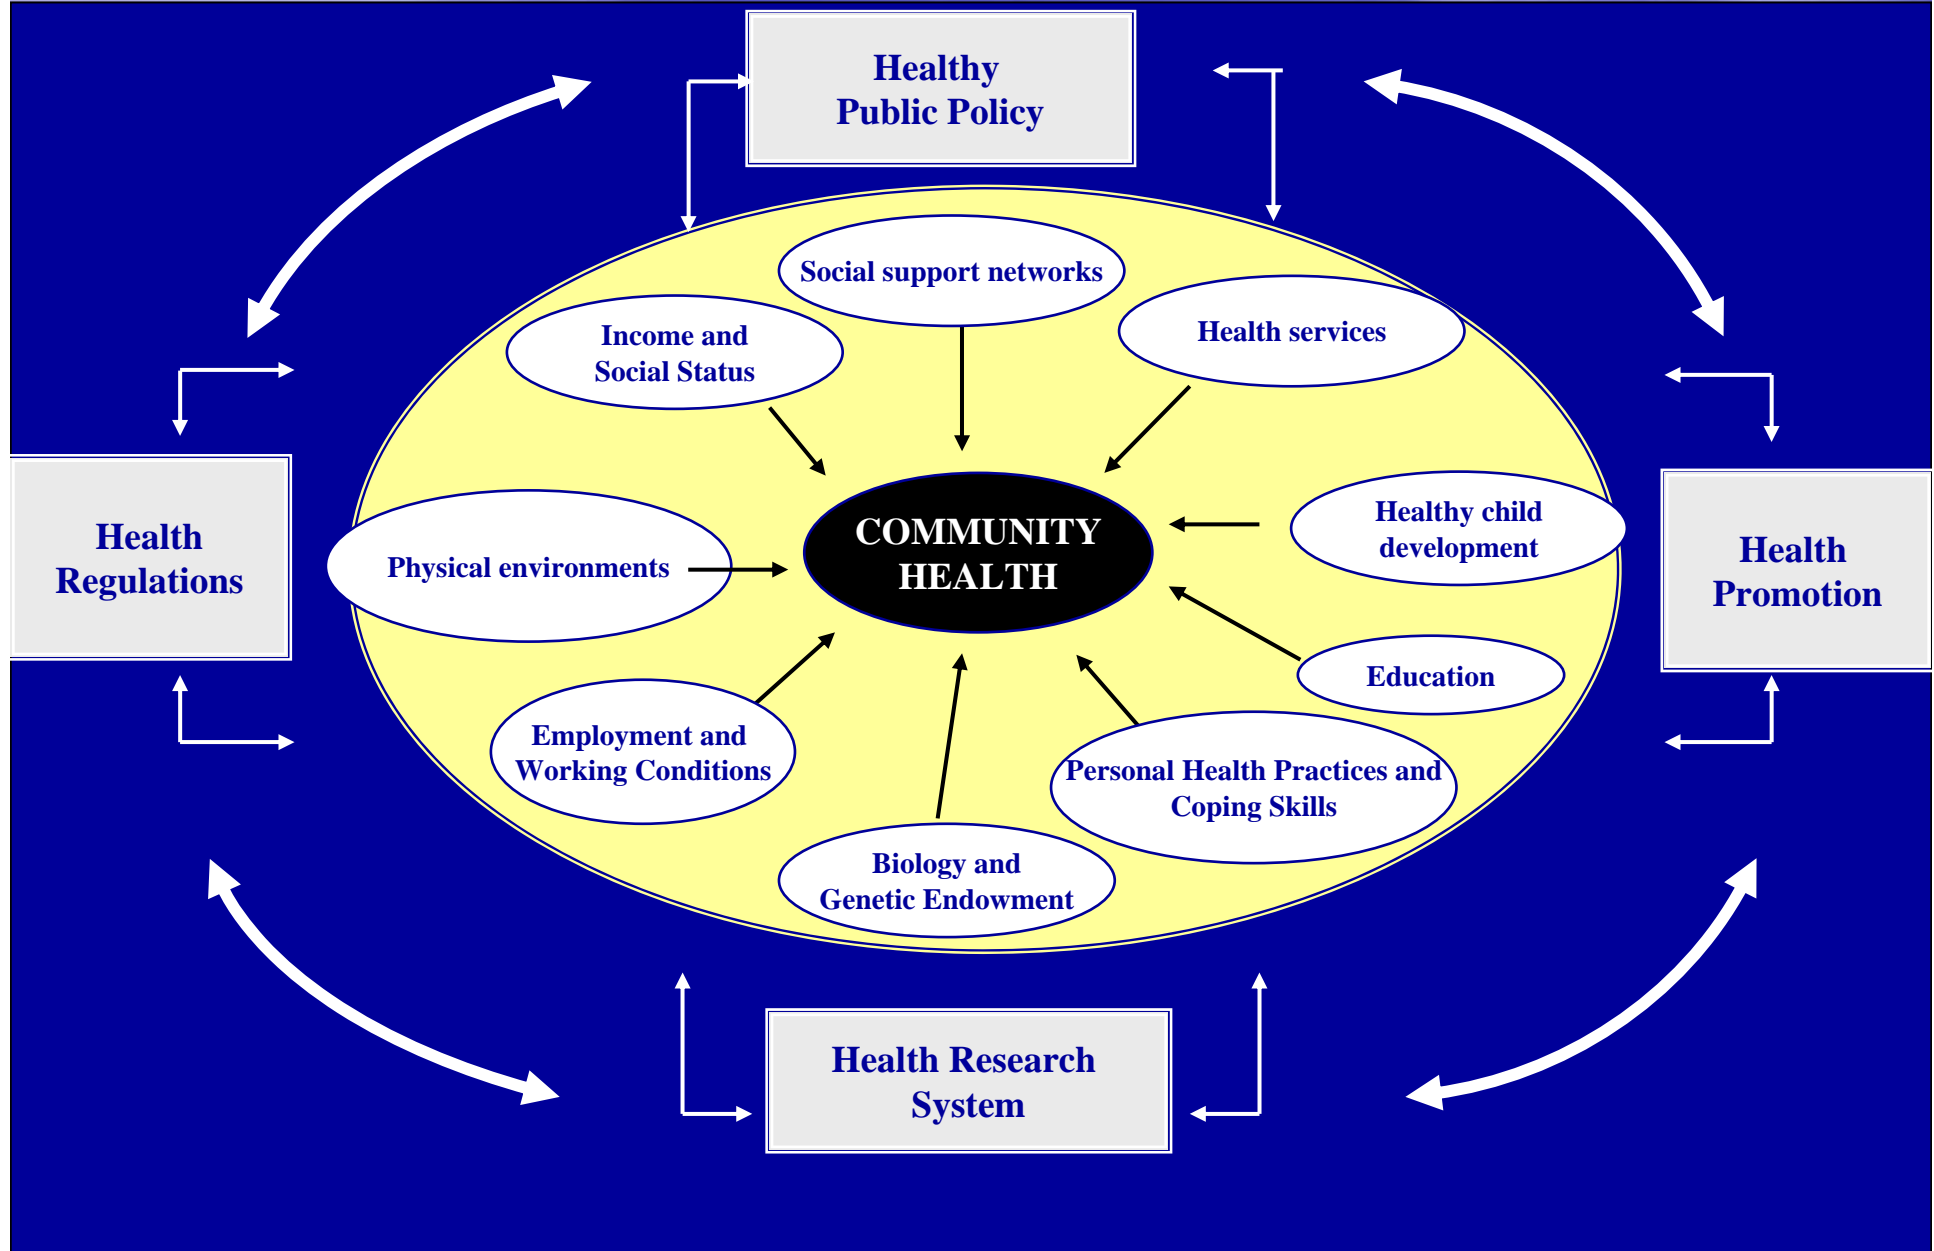 Healthy
Public Policy
Social support networks
Income and
Social Status
Health services
Health
Regulations
Physical environments
COMMUNITY
HEALTH
Healthy child
development
Health
Promotion
Education
Employment and
Working Conditions
Personal Health Practices and
Coping Skills
Biology and
Genetic Endowment
Health Research
System